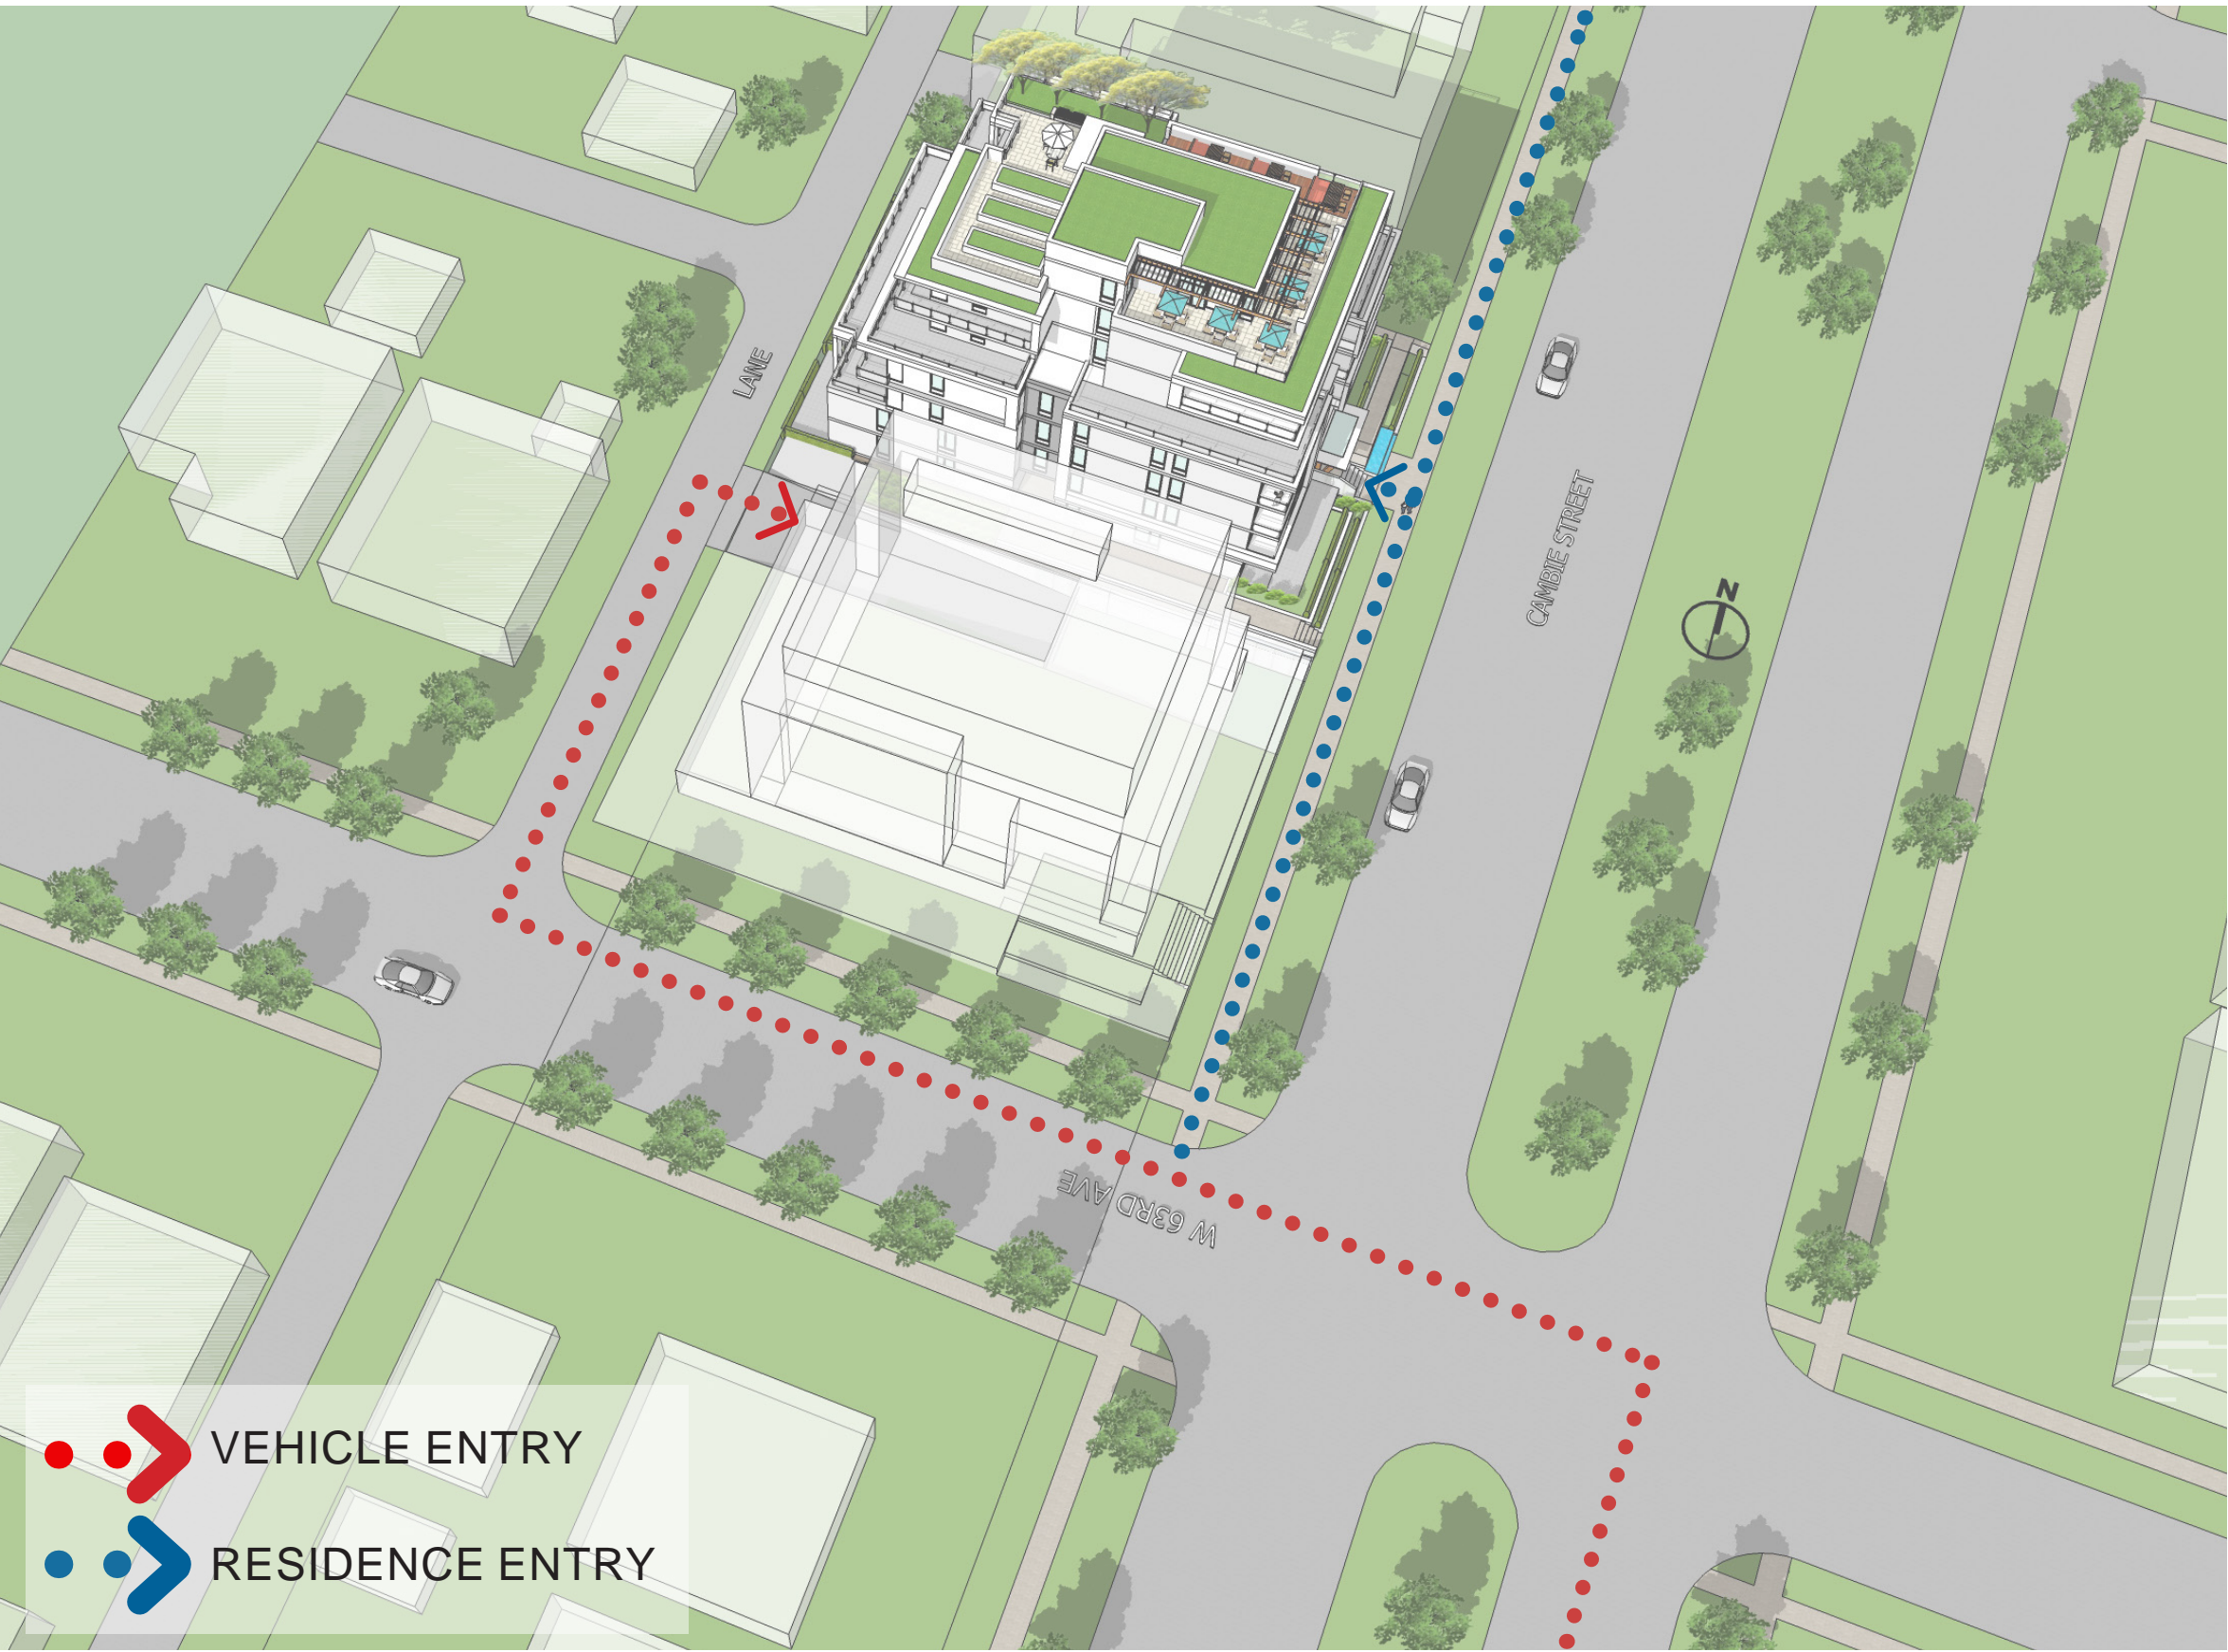 LANE
CAMBIE STREET
N
W 63RD AVE
VEHICLE ENTRY
RESIDENCE ENTRY